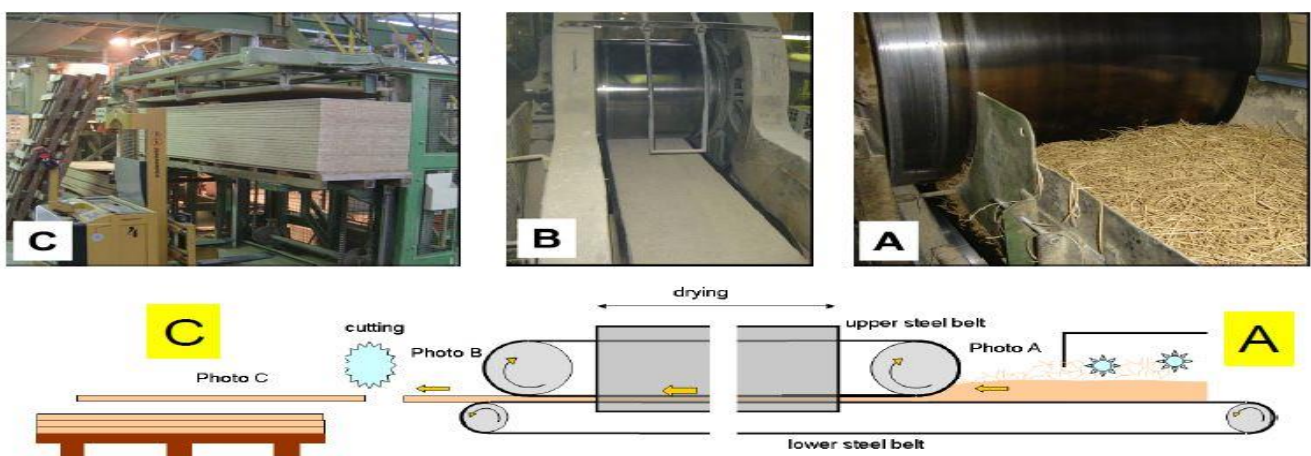 C
B
A
drying
C
cutting
Photo B
upper steel belt
Photo A
A
Photo C
lower steel belt